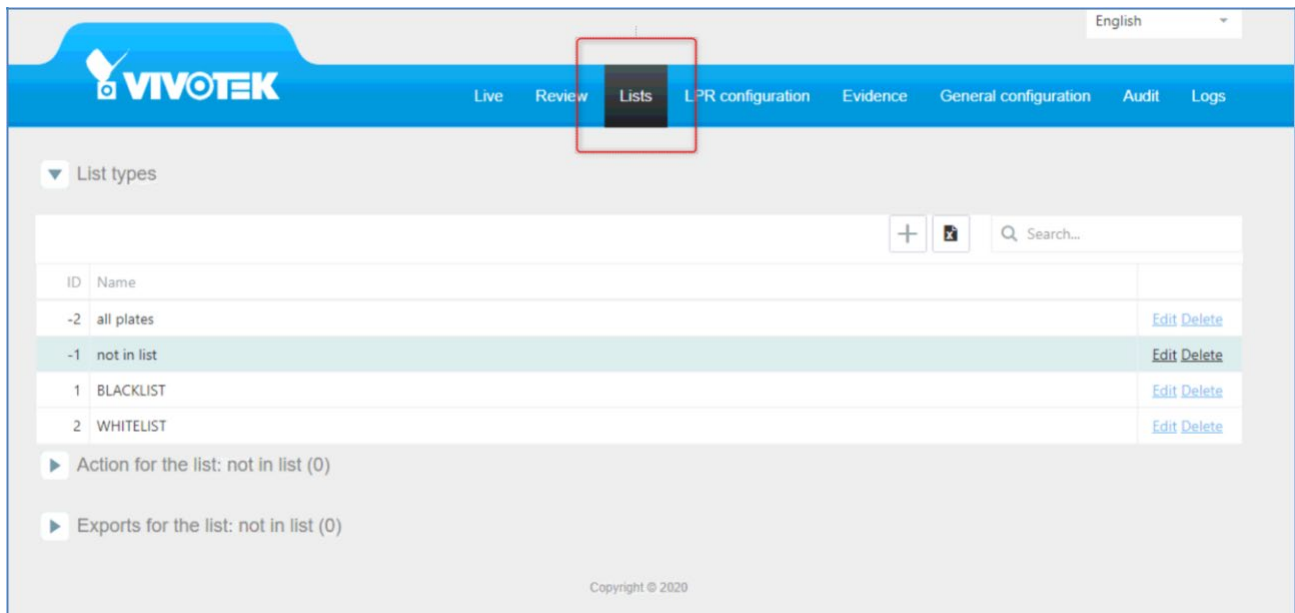 English
VIVOTEK
Live Review Lists LPR configuration Evidence General configuration Audit Logs
List types
Search...
ID Name
-2 all plates Edit Delete
-1 not in list Edit Delete
1 BLACKLIST Edit Delete
2 WHITELIST Edit Delete
Action for the list: not in list (0)
Exports for the list: not in list (0)
Copyright © 2020